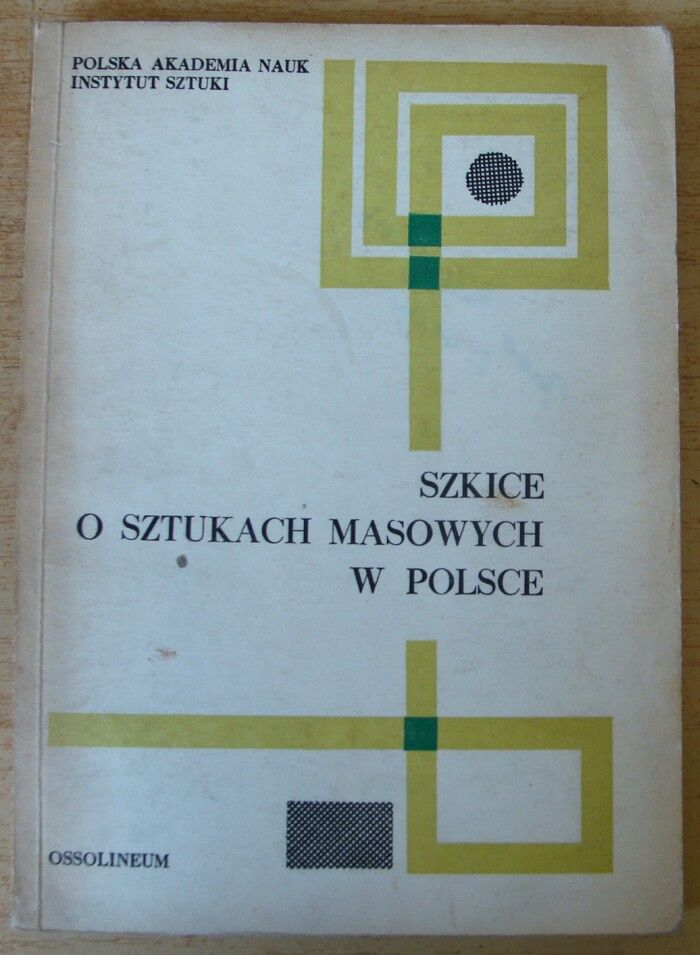 POLSKA AKADEMIA NAUK
INSTYTUT SZTUKI
SZKICE
O SZTUKACH MASOWYCH
W POLSCE
OSSOLINEUM